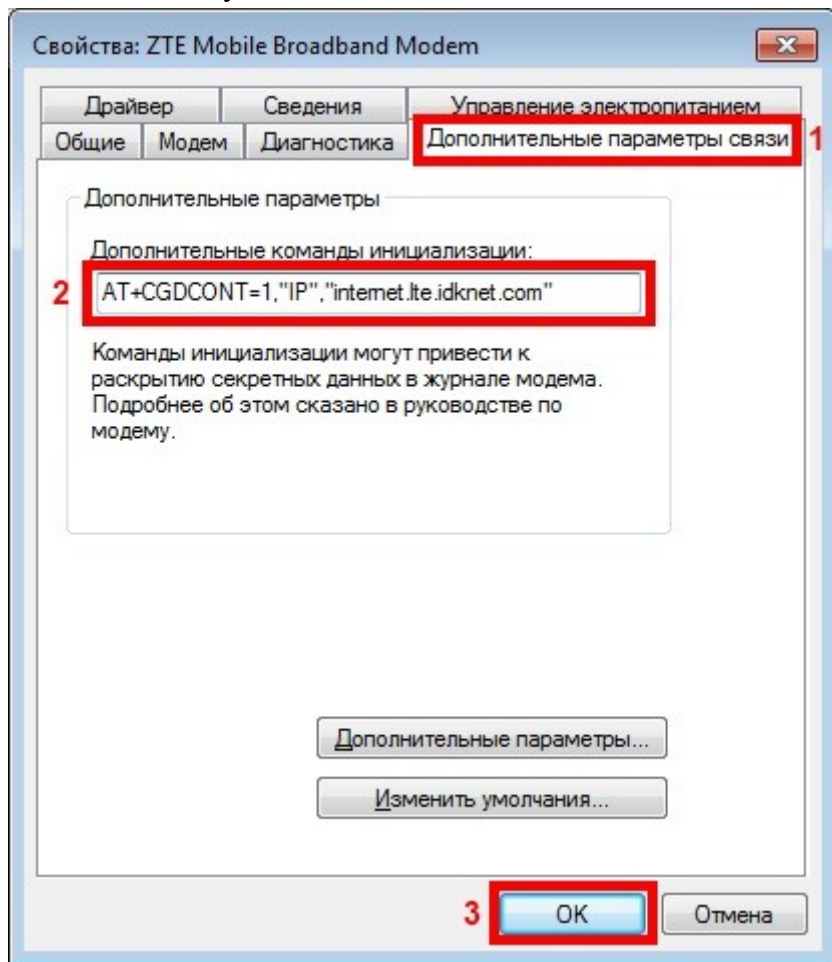 Свойства: ZTE Mobile Broadband Modem
Драйвер Сведения Управление электропитанием
Общие Модем Диагностика Дополнительные параметры связи 1
Дополнительные параметры
Дополнительные команды инициализации:
2 AT+CGDCONT=1,"IP","internet.lte.idknet.com"
Команды инициализации могут привести к
раскрытию секретных данных в журнале модема.
Подробнее об этом сказано в руководстве по
модему.
Дополнительные параметры...
Изменить умолчания...
3 OK Отмена